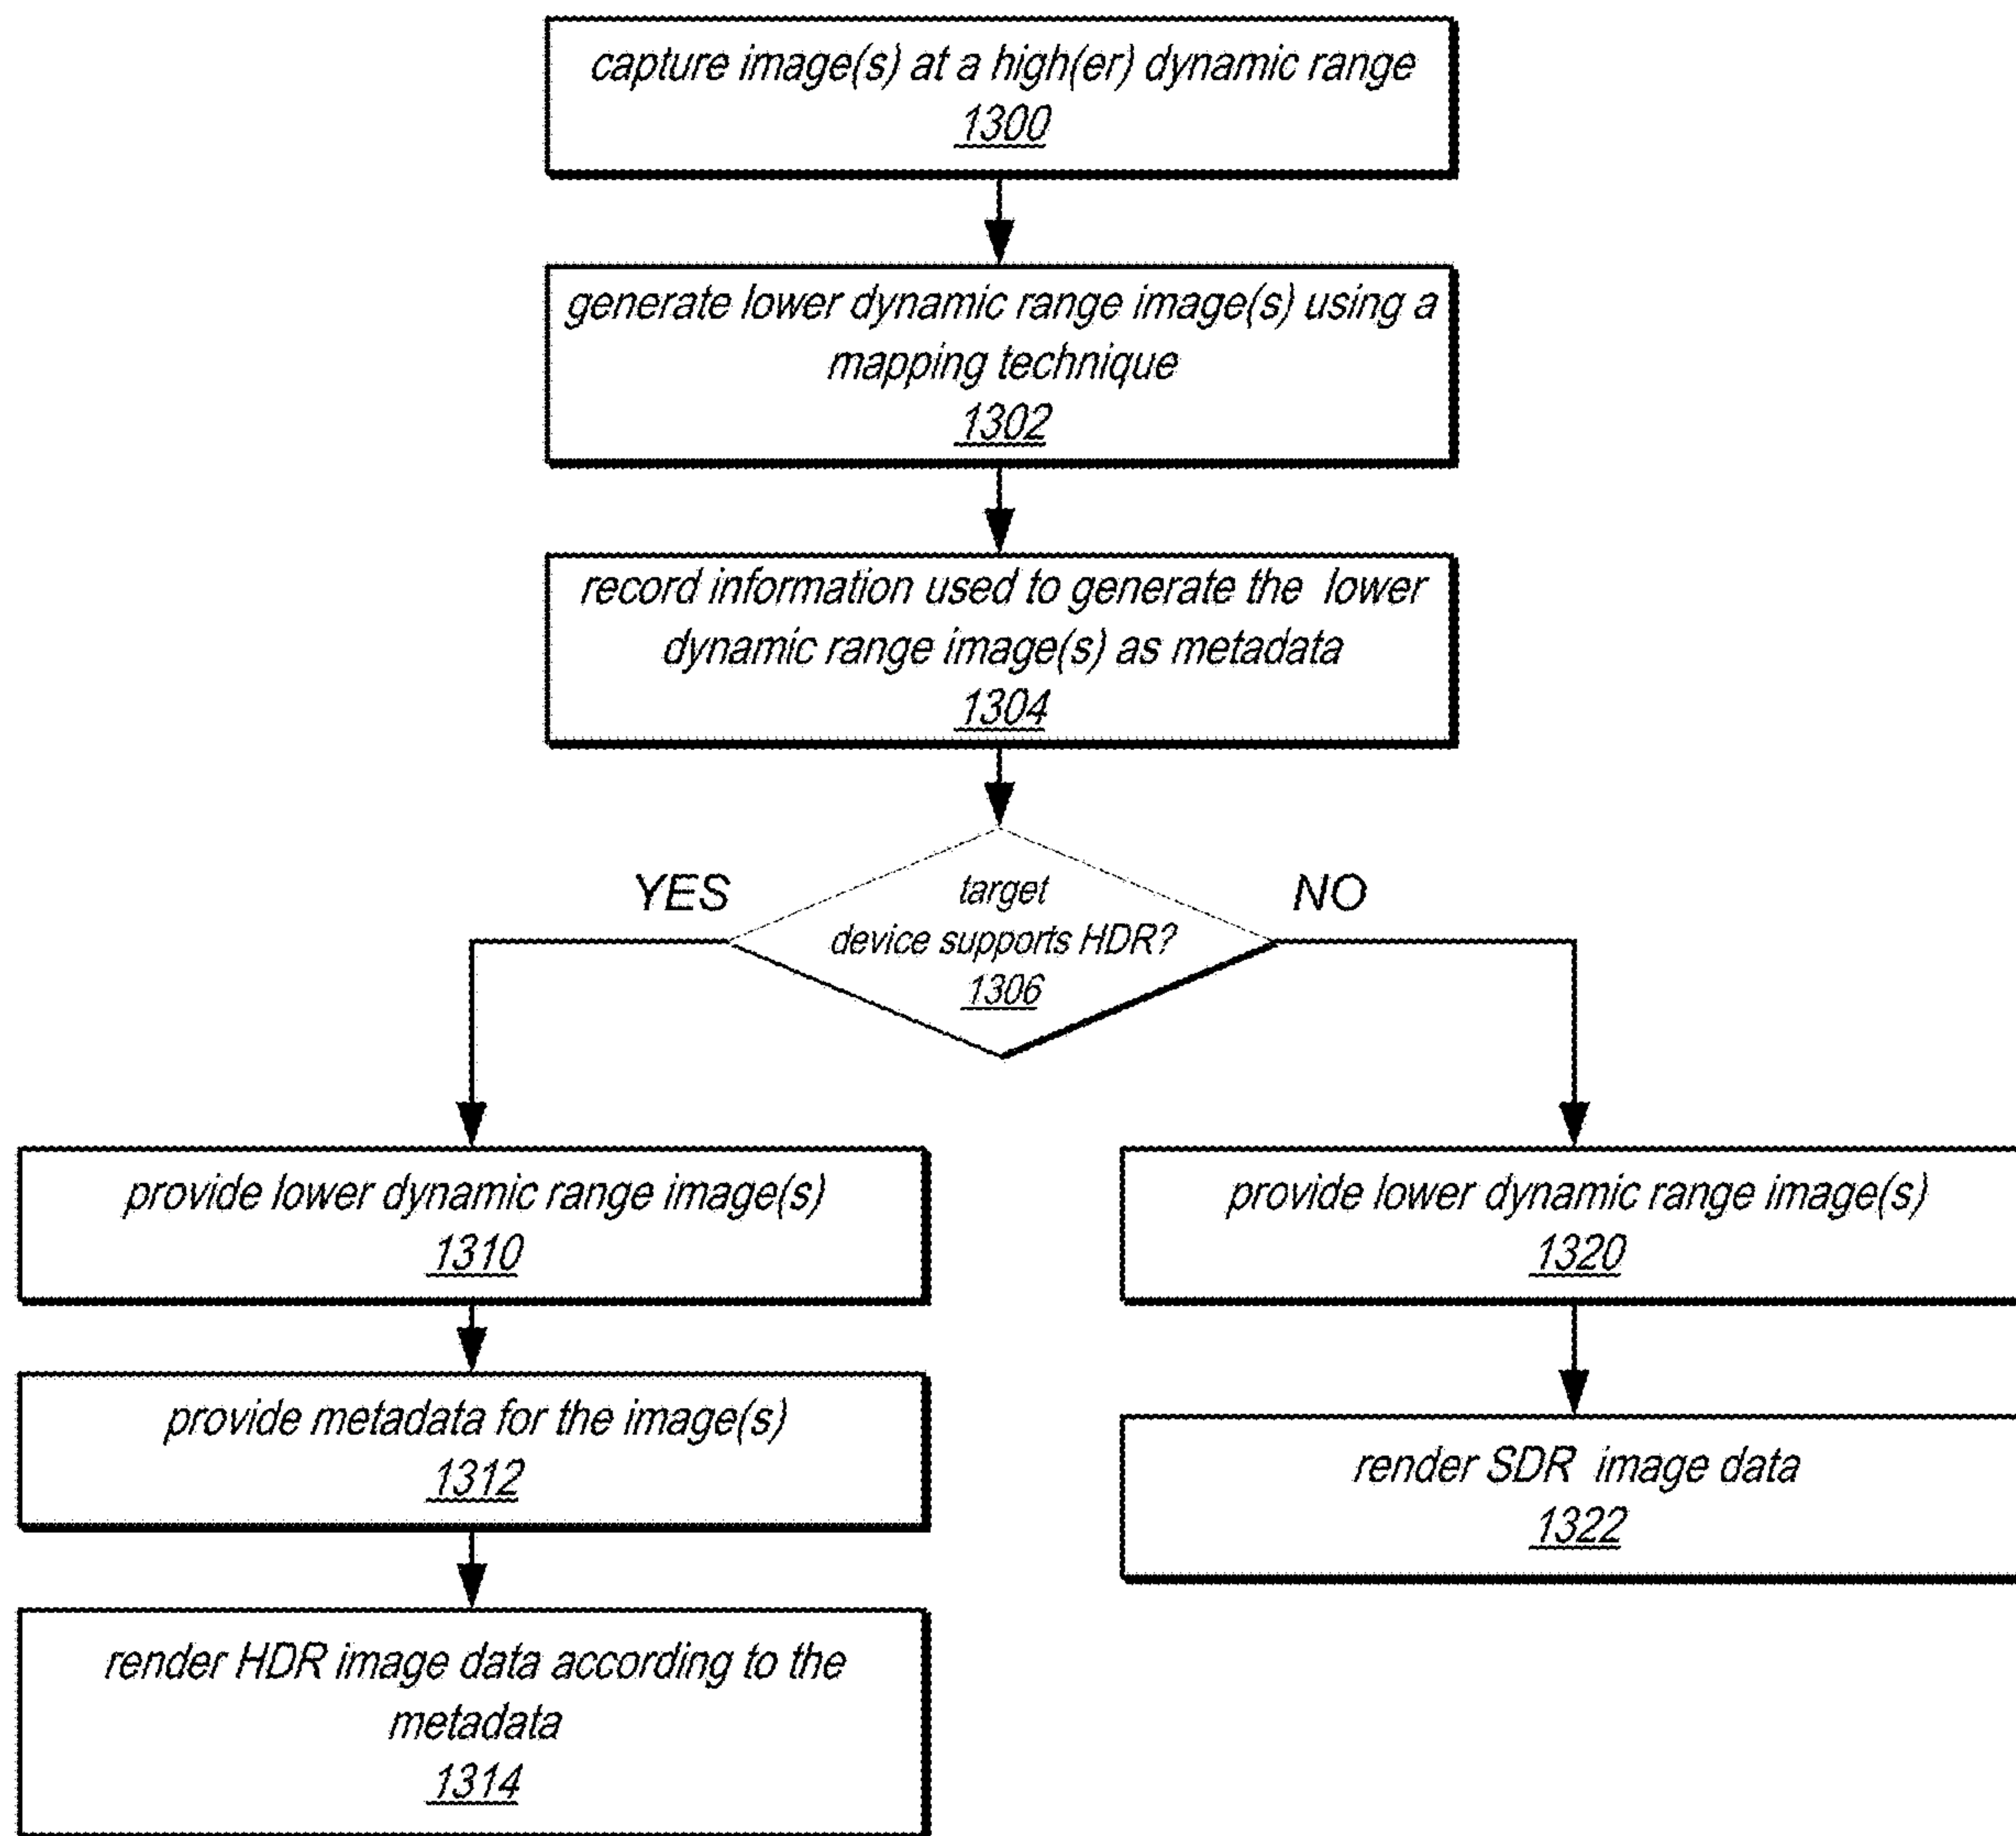 capture image(s) at a high(er) dynamic range
1300
generate lower dynamic range image(s) using a
mapping technique
1302
record information used to generate the lower
dynamic range image(s) as metadata
1304
YES
target
device supports HDR?
1306
NO
provide lower dynamic range image(s)
1310
provide metadata for the image(s)
1312
render HDR image data according to the
metadata
1314
provide lower dynamic range image(s)
1320
render SDR image data
1322